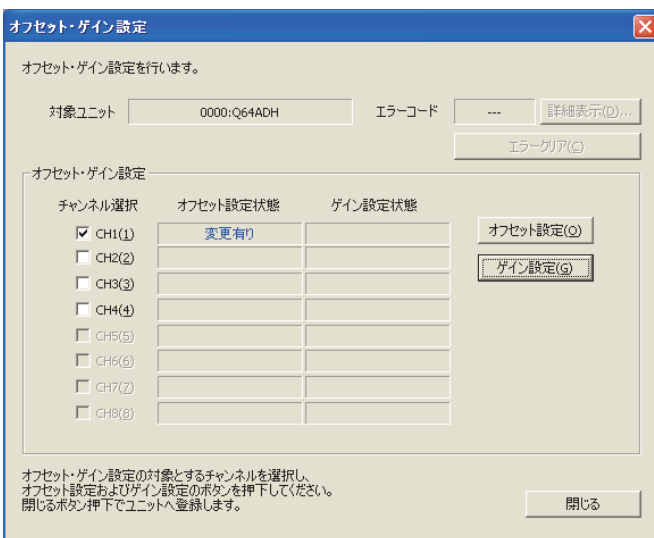 オフセット・ゲイン設定
オフセット・ゲイン設定を行います。
対象ユニット 0000:Q64ADH エラーコード --- 詳細表示(D)...
エラークリア(C)
オフセット・ゲイン設定
チャンネル選択 オフセット設定状態 ゲイン設定状態
CH1(1) 変更有り オフセット設定(O)
CH2(2)
ゲイン設定(G)
CH3(3)
CH4(4)
CH5(5)
CH6(6)
CH7(7)
CH8(8)
オフセット・ゲイン設定の対象とするチャンネルを選択し、
オフセット設定およびゲイン設定のボタンを押下してください。
閉じるボタン押下でユニットへ登録します。
閉じる